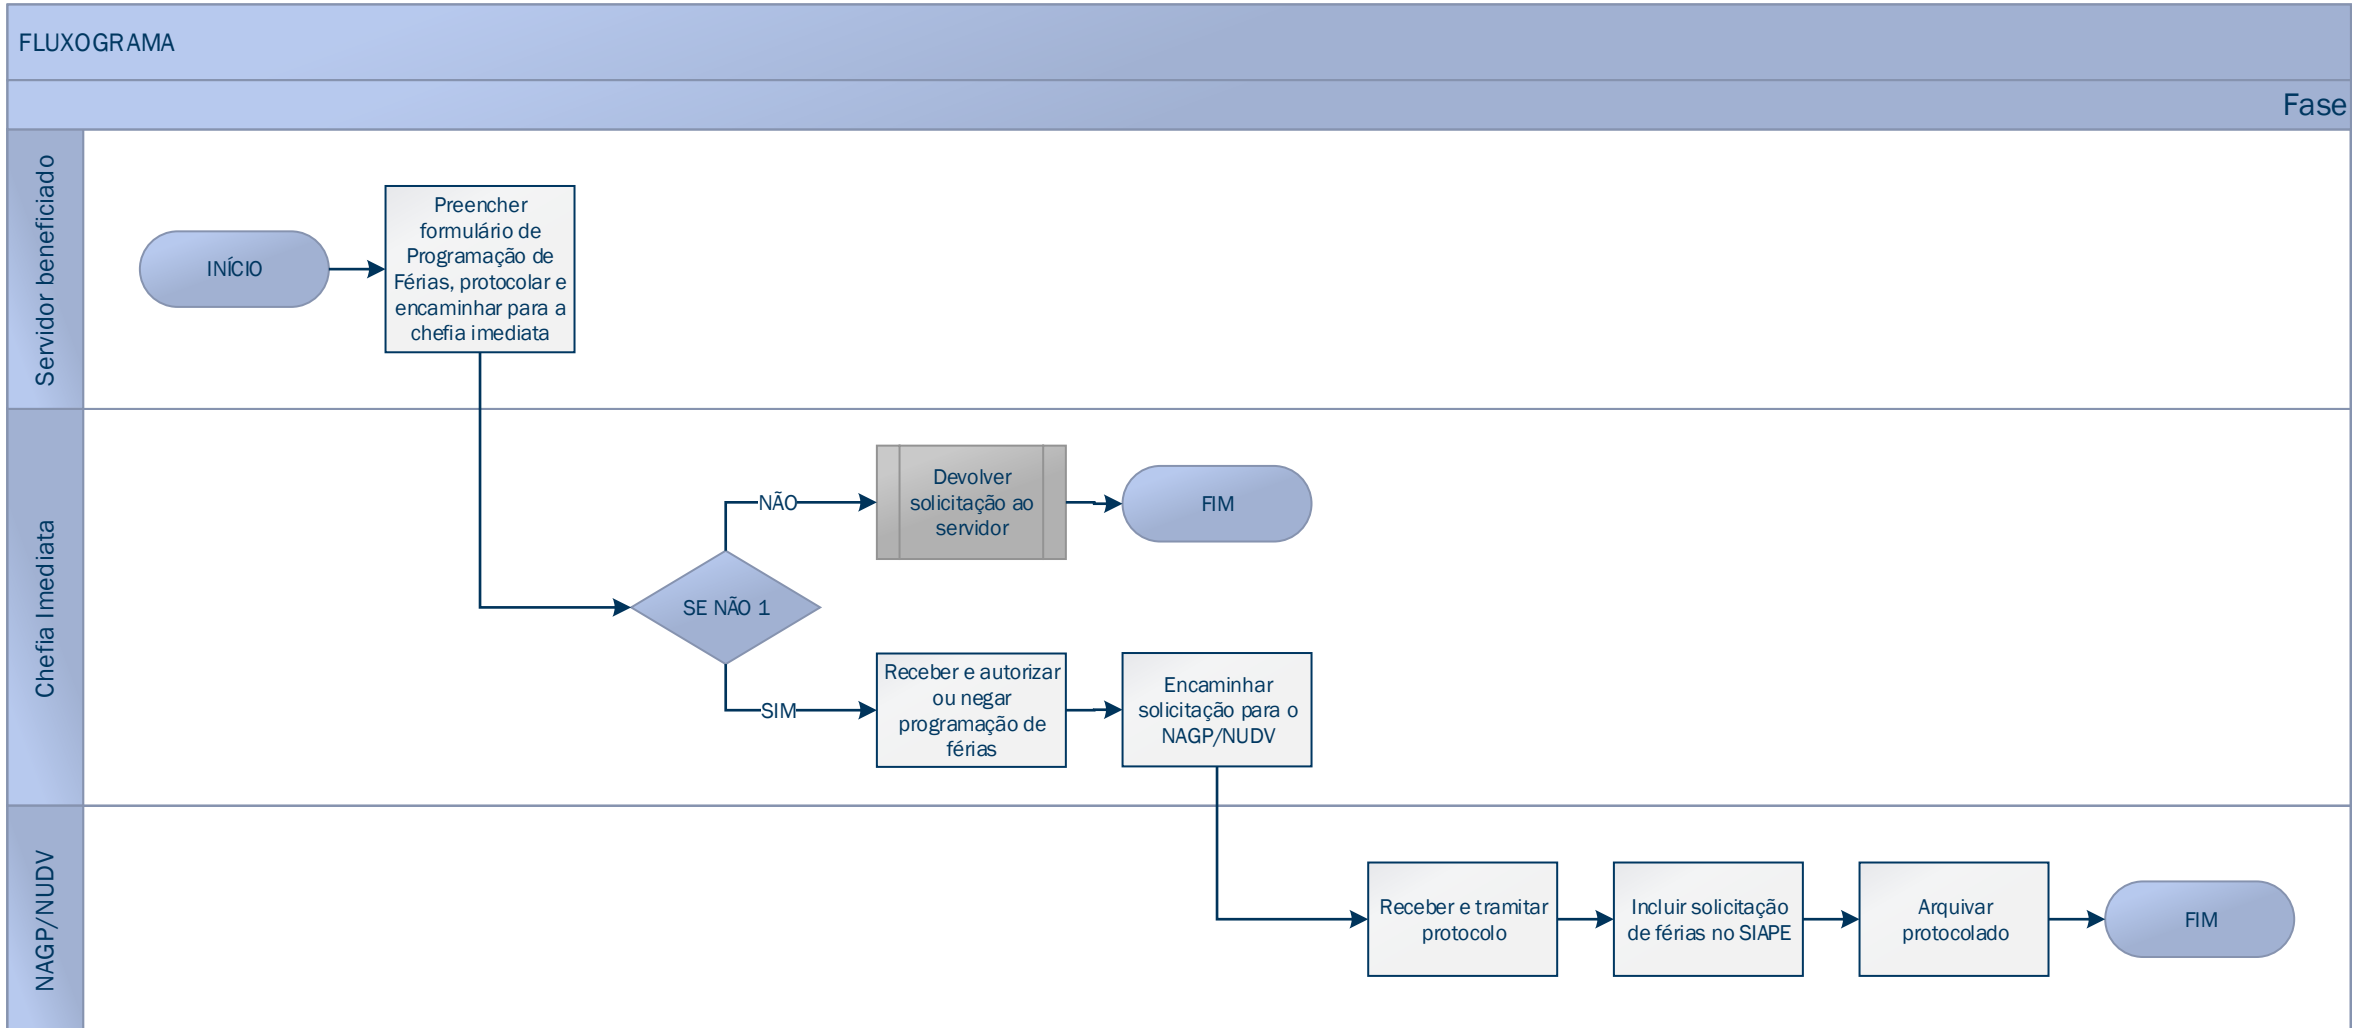 FLUXOGRAMA
Fase
Servidor beneficiado
INÍCIO
Preencher
formulário de
Programação de
Férias, protocolar e
encaminhar para a
chefia imediata
Chefia Imediata
SE NÃO 1
NÃO
Devolver
solicitação ao
servidor
FIM
SIM
Receber e autorizar
ou negar
programação de
férias
Encaminhar
solicitação para o
NAGP/NUDV
NAGP/NUDV
Receber e tramitar
protocolo
Incluir solicitação
de férias no SIAPE
Arquivar
protocolado
FIM